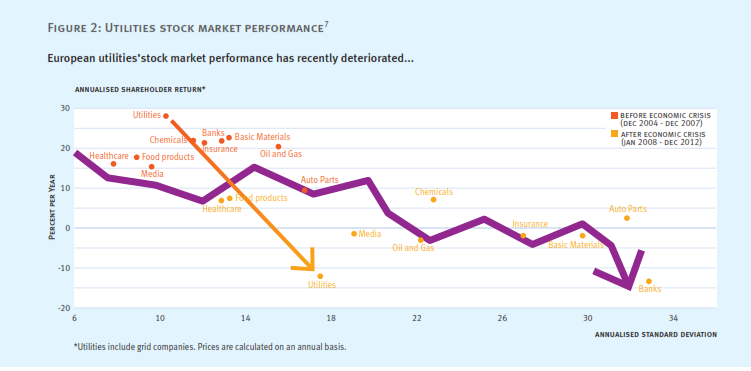 FIGURE 2: UTILITIES STOCK MARKET PERFORMANCE7
European utilities'stock market performance has recently deteriorated...
ANNUALISED SHAREHOLDER RETURN*
PERCENT PER YEAR
30
20
10
0
-10
-20
BEFORE ECONOMIC CRISIS
(DEC 2004 - DEC 2007)
AFTER ECONOMIC CRISIS
(JAN 2008 - DEC 2012)
Utilities
Banks
Basic Materials
Chemicals
Insurance
Oil and Gas
Healthcare
Food products
Media
Auto Parts
Chemicals
Food products
Healthcare
Auto Parts
Insurance
Media
Oil and Gas
Basic Materials
Utilities
Banks
6
10
14
18
22
26
30
34
ANNUALISED STANDARD DEVIATION
*Utilities include grid companies. Prices are calculated on an annual basis.